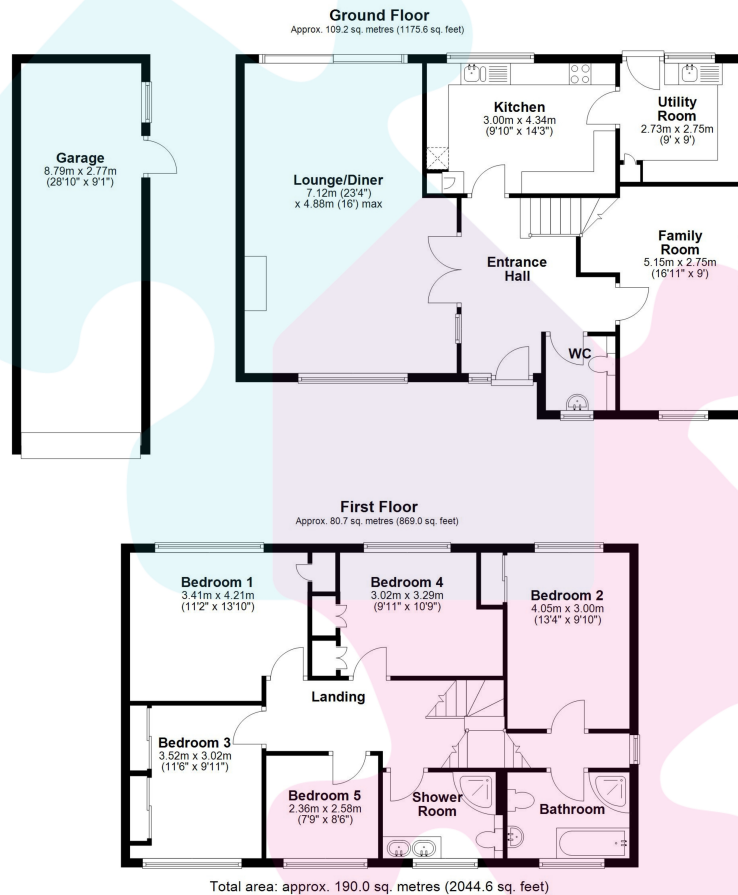 Ground Floor
Approx. 109.2 sq. metres (1175.6 sq. feet)
Garage
8.79m x 2.77m
(28'10" x 9'1")
Lounge/Diner
7.12m (23'4")
x 4.88m (16') max
Kitchen
3.00m x 4.34m
(9'10" x 14'3")
Utility
Room
2.73m x 2.75m
(9' x 9')
Entrance
Hall
Family
Room
5.15m x 2.75m
(16'11" x 9')
WC
First Floor
Approx. 80.7 sq. metres (869.0 sq. feet)
Bedroom 1
3.41m x 4.21m
(11'2" x 13'10")
Bedroom 4
3.02m x 3.29m
(9'11" x 10'9")
Bedroom 2
4.05m x 3.00m
(13'4" x 9'10")
Landing
Bedroom 3
3.52m x 3.02m
(11'6" x 9'11")
Bedroom 5
2.36m x 2.58m
(7'9" x 8'6")
Shower
Room
Bathroom
Total area: approx. 190.0 sq. metres (2044.6 sq. feet)